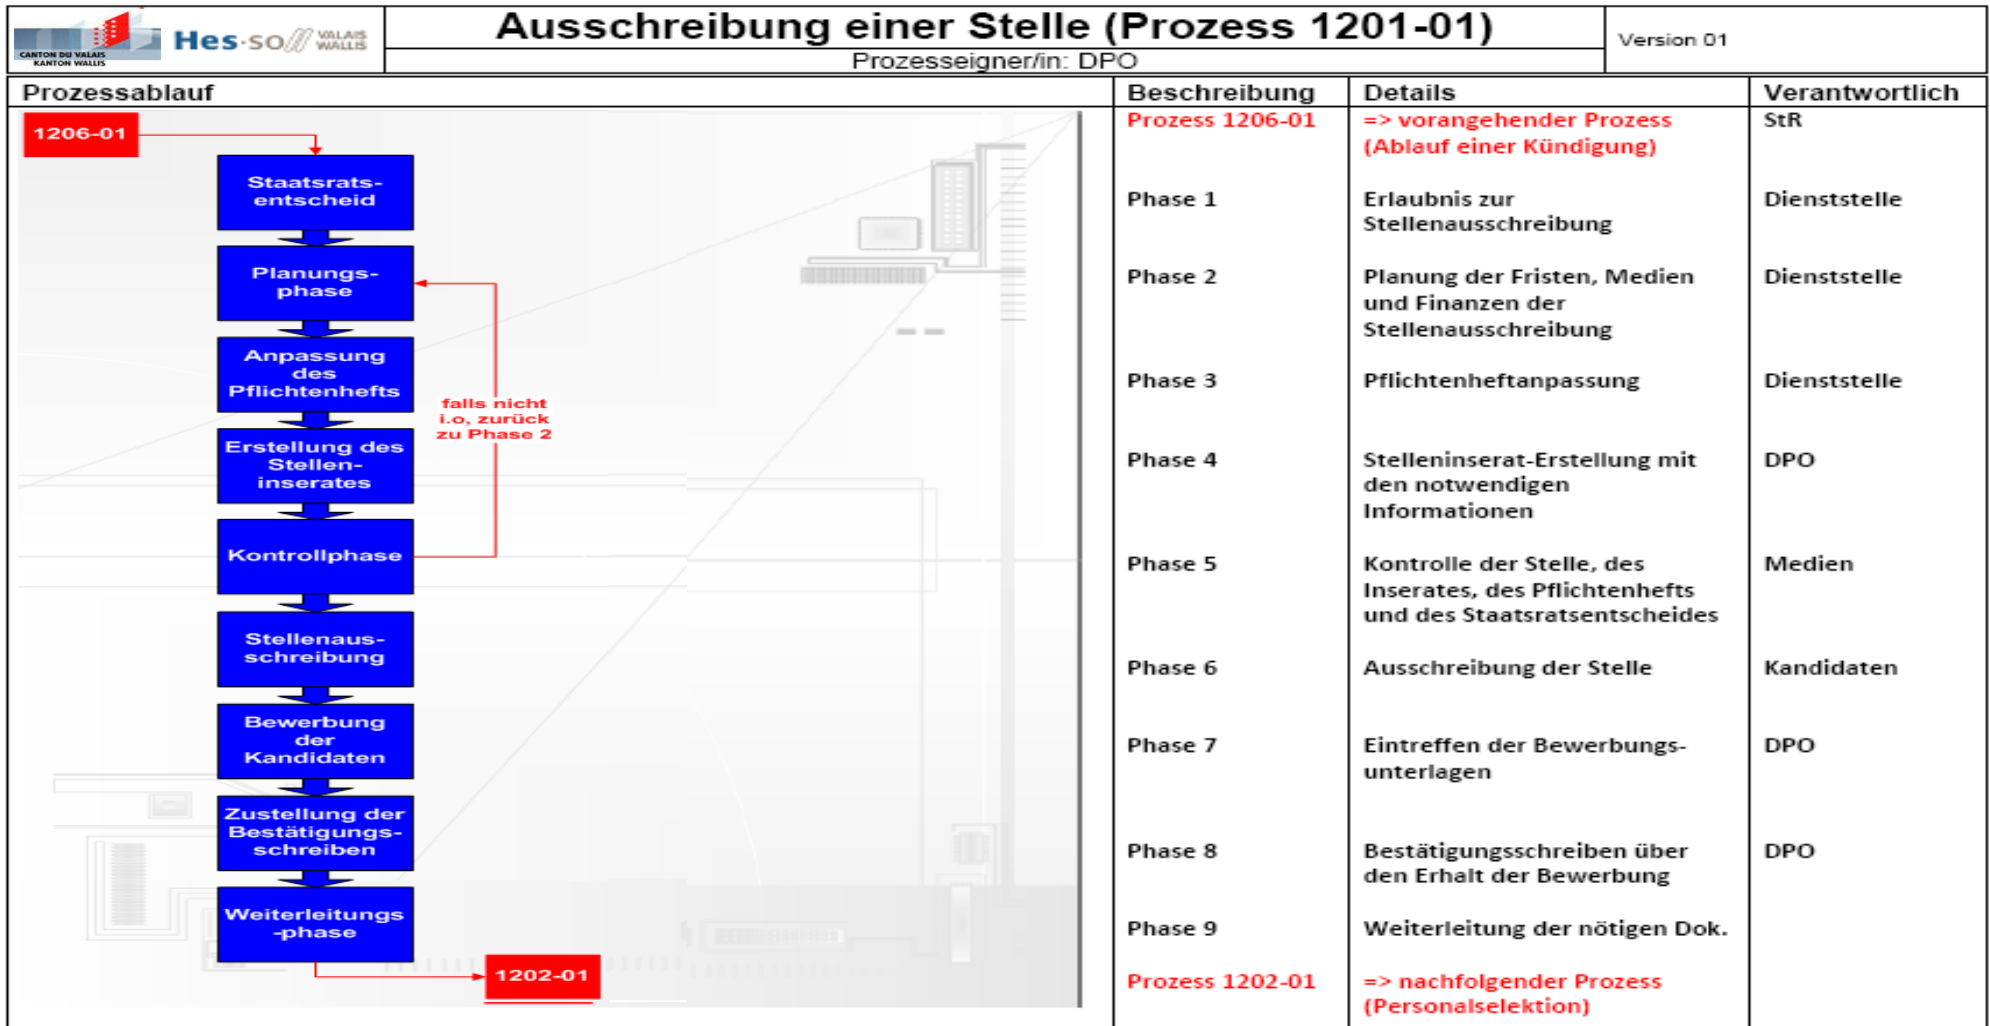 CANTON DU VALAIS
KANTON WALLIS
Hes·so VALAIS
WALLIS
Ausschreibung einer Stelle (Prozess 1201-01)
Prozesseigner/in: DPO
Version 01
Prozessablauf
1206-01
Staatsrats-
entscheid
Planungs-
phase
Anpassung
des
Pflichtenhefts
falls nicht
i.o, zurück
zu Phase 2
Erstellung des
Stellen-
inserates
Kontrollphase
Stellenaus-
schreibung
Bewerbung
der
Kandidaten
Zustellung der
Bestätigungs-
schreiben
Weiterleitungs
-phase
1202-01
Beschreibung Details Verantwortlich
Prozess 1206-01 => vorangehender Prozess StR
(Ablauf einer Kündigung)
Phase 1 Erlaubnis zur Dienststelle
Stellenausschreibung
Phase 2 Planung der Fristen, Medien Dienststelle
und Finanzen der
Stellenausschreibung
Phase 3 Pflichtenheftanpassung Dienststelle
Phase 4 Stelleninserat-Erstellung mit DPO
den notwendigen
Informationen
Phase 5 Kontrolle der Stelle, des Medien
Inserates, des Pflichtenhefts
und des Staatsratsentscheides
Phase 6 Ausschreibung der Stelle Kandidaten
Phase 7 Eintreffen der Bewerbungs- DPO
unterlagen
Phase 8 Bestätigungsschreiben über DPO
den Erhalt der Bewerbung
Phase 9 Weiterleitung der nötigen Dok.
Prozess 1202-01 => nachfolgender Prozess
(Personalselektion)